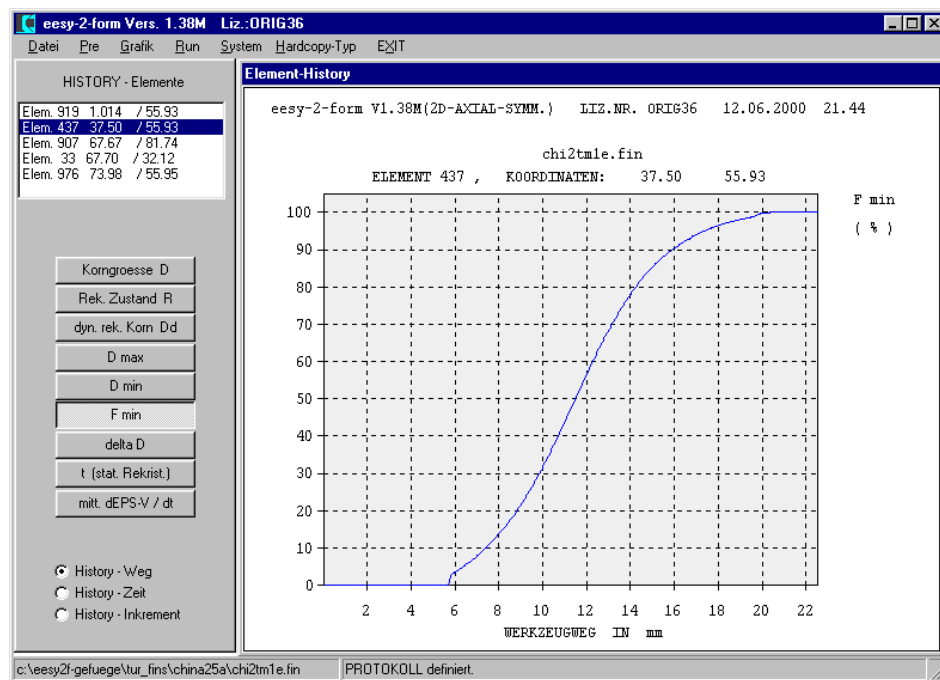 eesy-2-form Vers. 1.38M Liz.:ORIG36
Datei Pre Grafik Run System Hardcopy-Typ EXIT
HISTORY - Elemente
Elem. 919 1.014 / 55.93
Elem. 437 37.50 / 55.93
Elem. 907 67.67 / 81.74
Elem. 33 67.70 / 32.12
Elem. 976 73.98 / 55.95
Korngroesse D
Rek. Zustand R
dyn. rek. Korn Dd
D max
D min
F min
delta D
t (stat. Rekrist.)
mitt. dEPS-V / dt
History - Weg
History - Zeit
History - Inkrement
Element-History
eesy-2-form V1.38M(2D-AXIAL-SYMM.) LIZ.NR. ORIG36 12.06.2000 21.44
chi2tm1e.fin
ELEMENT 437 , KOORDINATEN: 37.50 55.93
F min
( % )
100
90
80
70
60
50
40
30
20
10
0
2 4 6 8 10 12 14 16 18 20 22
WERKZEUGWEG IN mm
c:\eesy2f-gefuege\tur_fins\china25a\chi2tm1e.fin PROTOKOLL definiert.